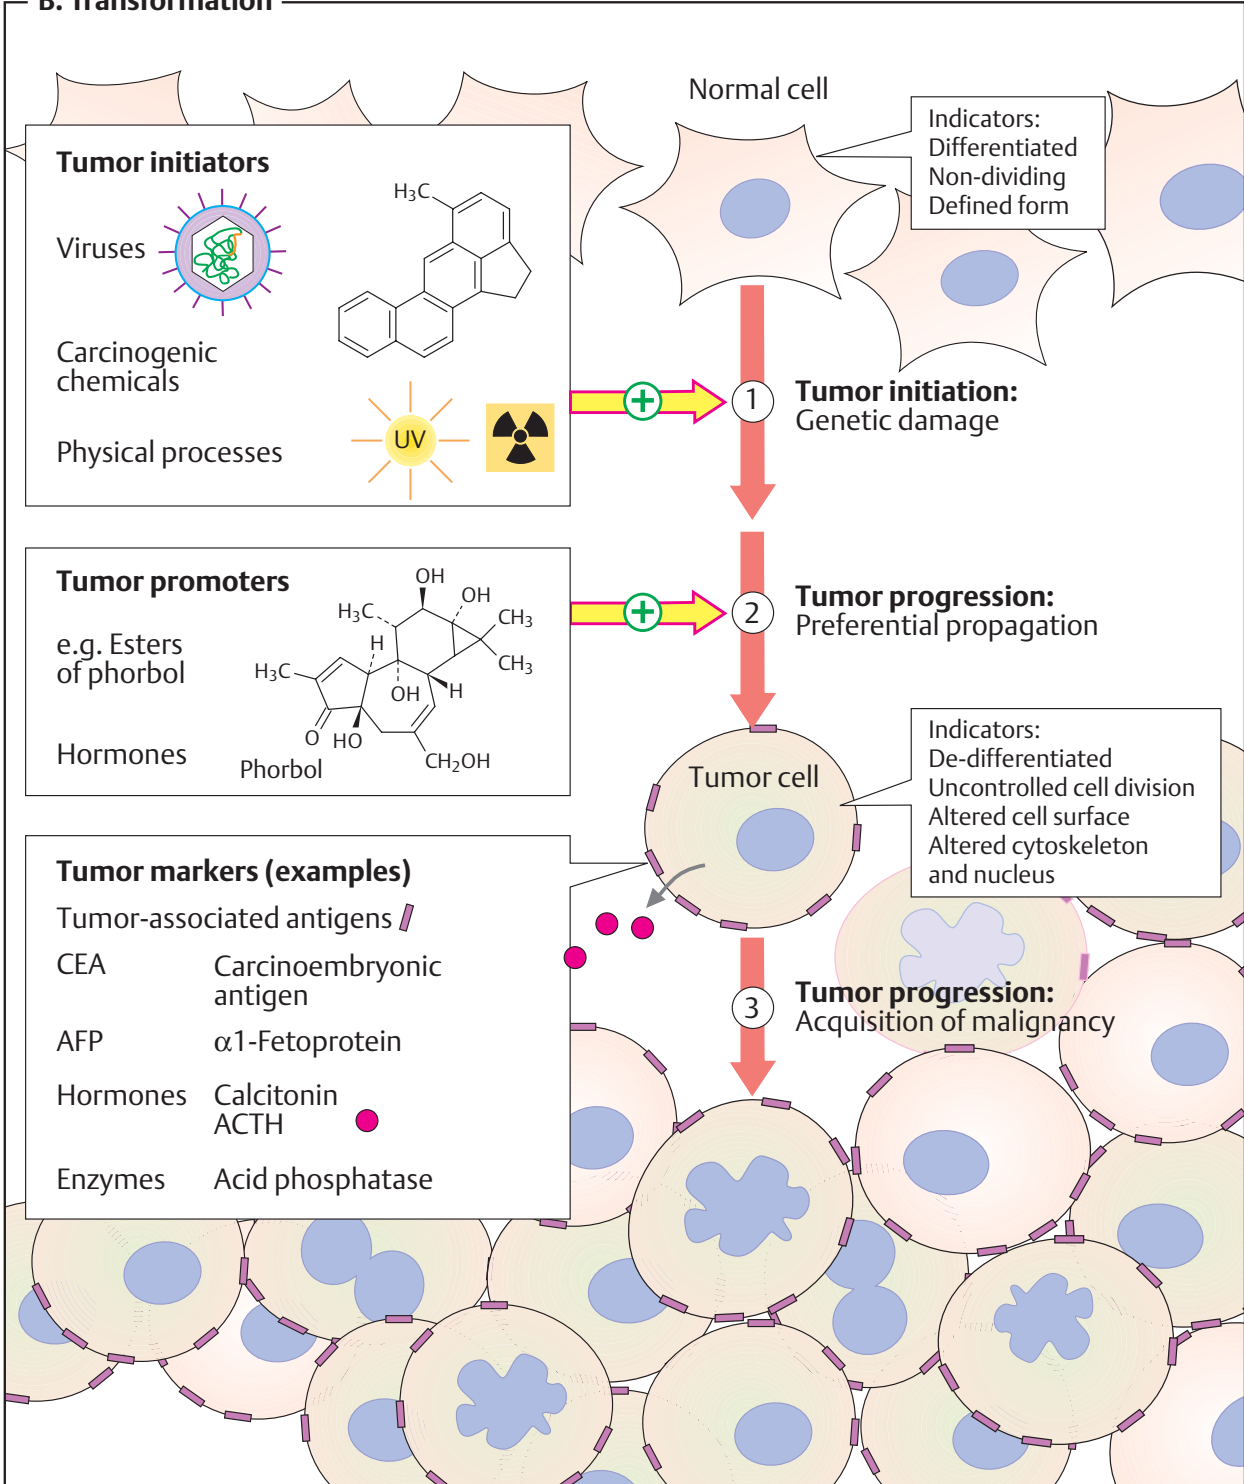 B. Transformation
Normal cell
Indicators:
Differentiated
Non-dividing
Defined form
Tumor initiators
Viruses
H₃C
Carcinogenic
chemicals
Physical processes
UV
+
1
Tumor initiation:
Genetic damage
Tumor promoters
e.g. Esters
of phorbol
Hormones
OH
OH
H₃C
CH₃
CH₃
H
H₃C
OH
H
O
HO
CH₂OH
Phorbol
+
2
Tumor progression:
Preferential propagation
Tumor cell
Indicators:
De-differentiated
Uncontrolled cell division
Altered cell surface
Altered cytoskeleton
and nucleus
Tumor markers (examples)
Tumor-associated antigens
CEA Carcinoembryonic
antigen
AFP α1-Fetoprotein
Hormones Calcitonin
ACTH
Enzymes Acid phosphatase
3
Tumor progression:
Acquisition of malignancy